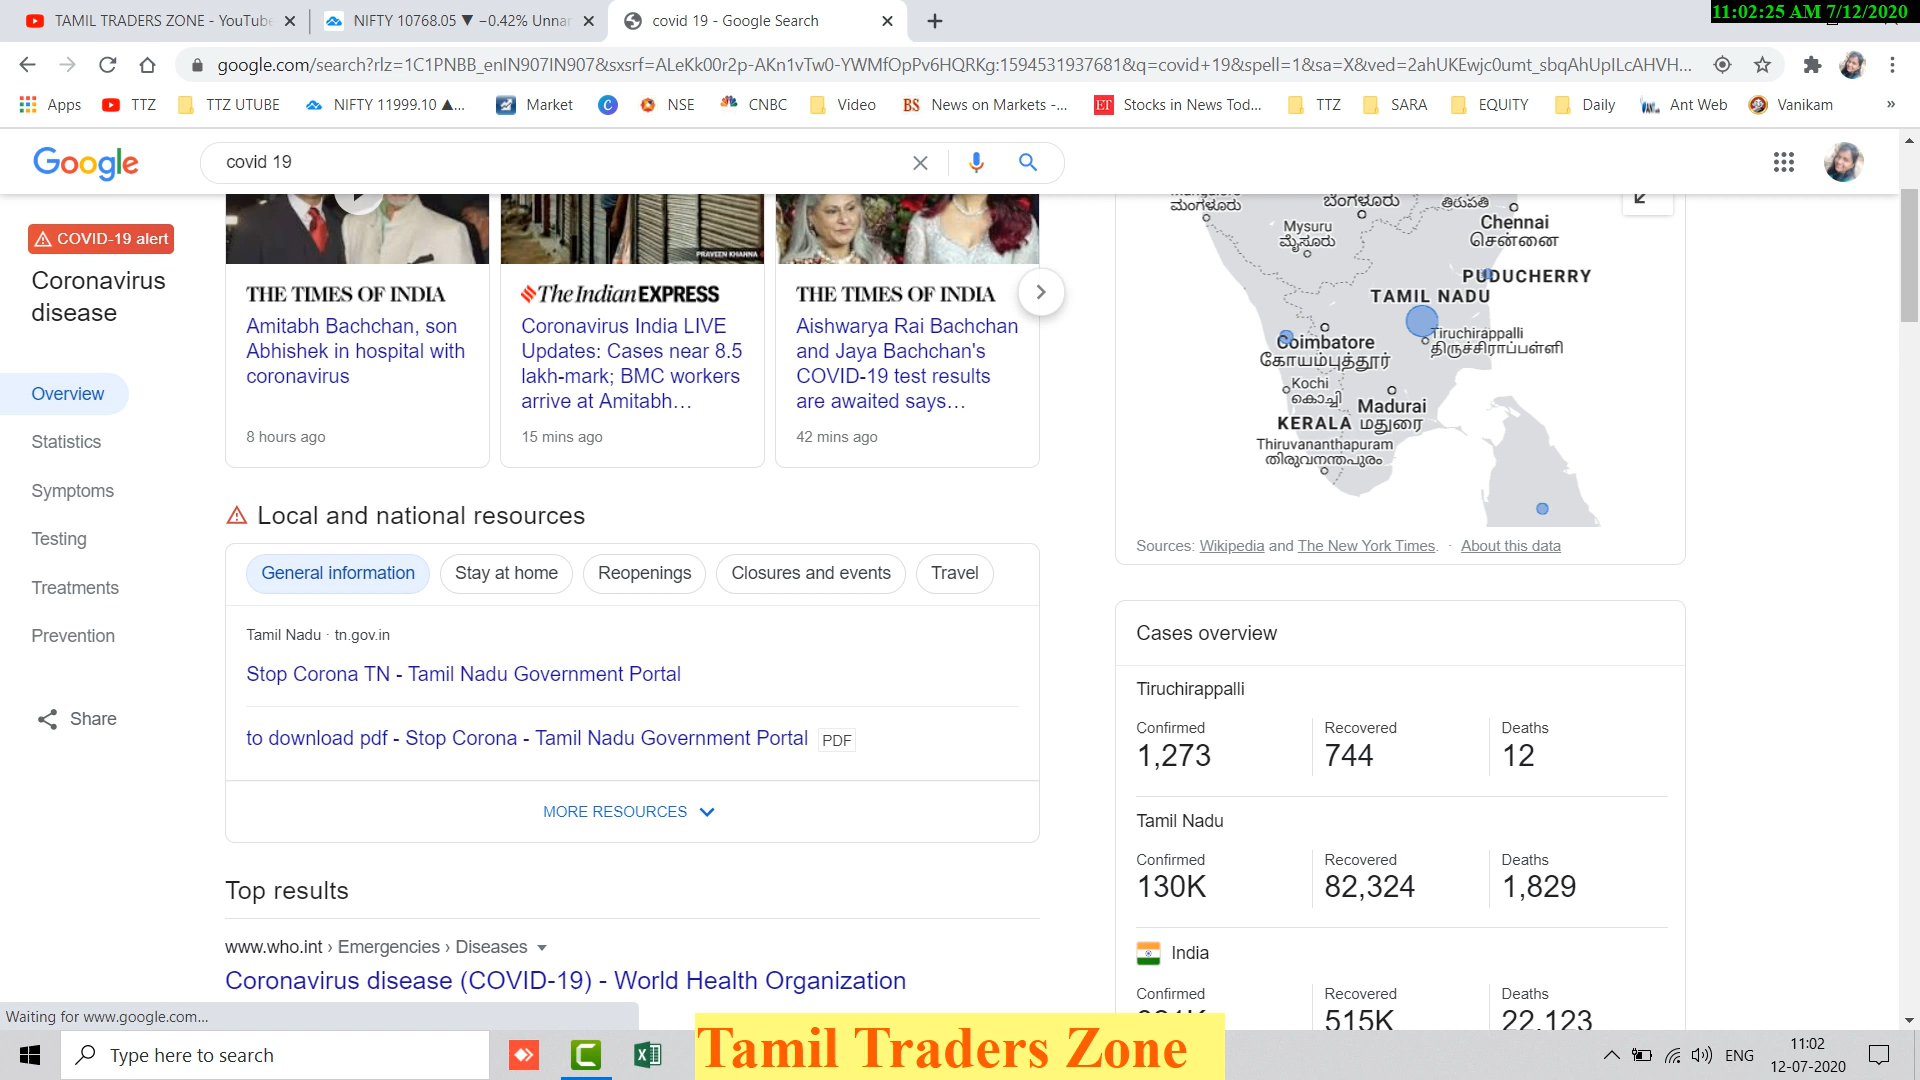 TAMIL TRADERS ZONE - YouTube
NIFTY 10768.05 ▼ −0.42% Unnar
covid 19 - Google Search
11:02:25 AM 7/12/2020
google.com/search?rlz=1C1PNBB_enIN907IN907&sxsrf=ALeKk00r2p-AKn1vTw0-YWMfOpPv6HQRKg:1594531937681&q=covid+19&spell=1&sa=X&ved=2ahUKEwjc0umt_sbqAhUpILcAHVH...
Apps TTZ TTZ UTUBE NIFTY 11999.10 ▲... Market NSE CNBC Video BS News on Markets -... ET Stocks in News Tod... TTZ SARA EQUITY Daily Ant Web Vanikam »
Google
covid 19
COVID-19 alert
Coronavirus
disease
Overview
Statistics
Symptoms
Testing
Treatments
Prevention
Share
PRAVEEN KHANNA
THE TIMES OF INDIA
Amitabh Bachchan, son
Abhishek in hospital with
coronavirus
8 hours ago
The Indian EXPRESS
Coronavirus India LIVE
Updates: Cases near 8.5
lakh-mark; BMC workers
arrive at Amitabh...
15 mins ago
THE TIMES OF INDIA
Aishwarya Rai Bachchan
and Jaya Bachchan's
COVID-19 test results
are awaited says...
42 mins ago
Local and national resources
General information Stay at home Reopenings Closures and events Travel
Tamil Nadu · tn.gov.in
Stop Corona TN - Tamil Nadu Government Portal
to download pdf - Stop Corona - Tamil Nadu Government Portal PDF
MORE RESOURCES
Top results
www.who.int › Emergencies › Diseases
Coronavirus disease (COVID-19) - World Health Organization
ಮಂಗಳೂರು
ಬೆಂಗಳೂರು
తిరుపతి
Mysuru
ಮೈಸೂರು
Chennai
சென்னை
PUDUCHERRY
TAMIL NADU
Tiruchirappalli
திருச்சிராப்பள்ளி
Coimbatore
கோயம்புத்தூர்
Kochi
കൊച്ചി
Madurai
மதுரை
KERALA
Thiruvananthapuram
തിരുവനന്തപുരം
Sources: Wikipedia and The New York Times. · About this data
Cases overview
Tiruchirappalli
Confirmed Recovered Deaths
1,273 744 12
Tamil Nadu
Confirmed Recovered Deaths
130K 82,324 1,829
India
Confirmed Recovered Deaths
515K 22,123
Waiting for www.google.com...
Type here to search
Tamil Traders Zone
ENG
11:02
12-07-2020